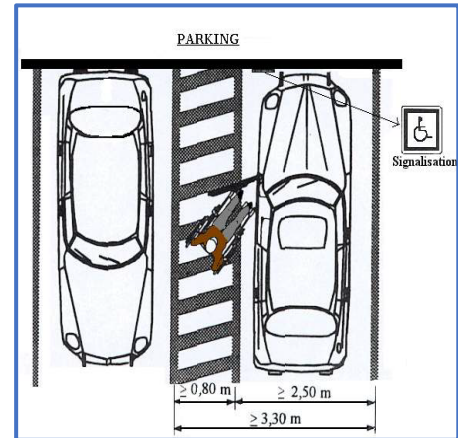 PARKING
Signalisation
≥ 0,80 m
≥ 2,50 m
≥ 3,30 m